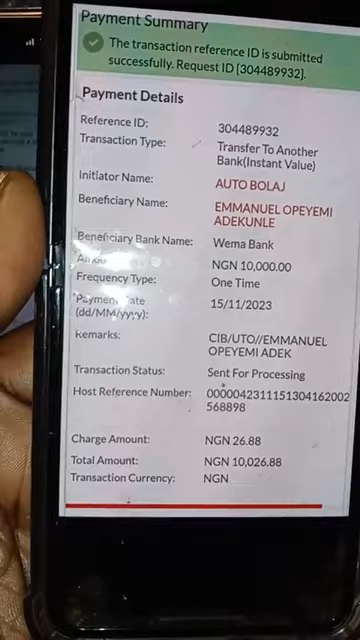 Payment Summary
The transaction reference ID is submitted
successfully. Request ID [304489932].
Payment Details
Reference ID: 304489932
Transaction Type: Transfer To Another
Bank(Instant Value)
Initiator Name: AUTO BOLAJ
Beneficiary Name: EMMANUEL OPEYEMI
ADEKUNLE
Beneficiary Bank Name: Wema Bank
NGN 10,000.00
Frequency Type: One Time
Payment Date 15/11/2023
(dd/MM/yyyy):
Remarks: CIB/UTO//EMMANUEL
OPEYEMI ADEK
Transaction Status: Sent For Processing
Host Reference Number: 0000042311151304162002
568898
Charge Amount: NGN 26.88
Total Amount: NGN 10,026.88
Transaction Currency: NGN